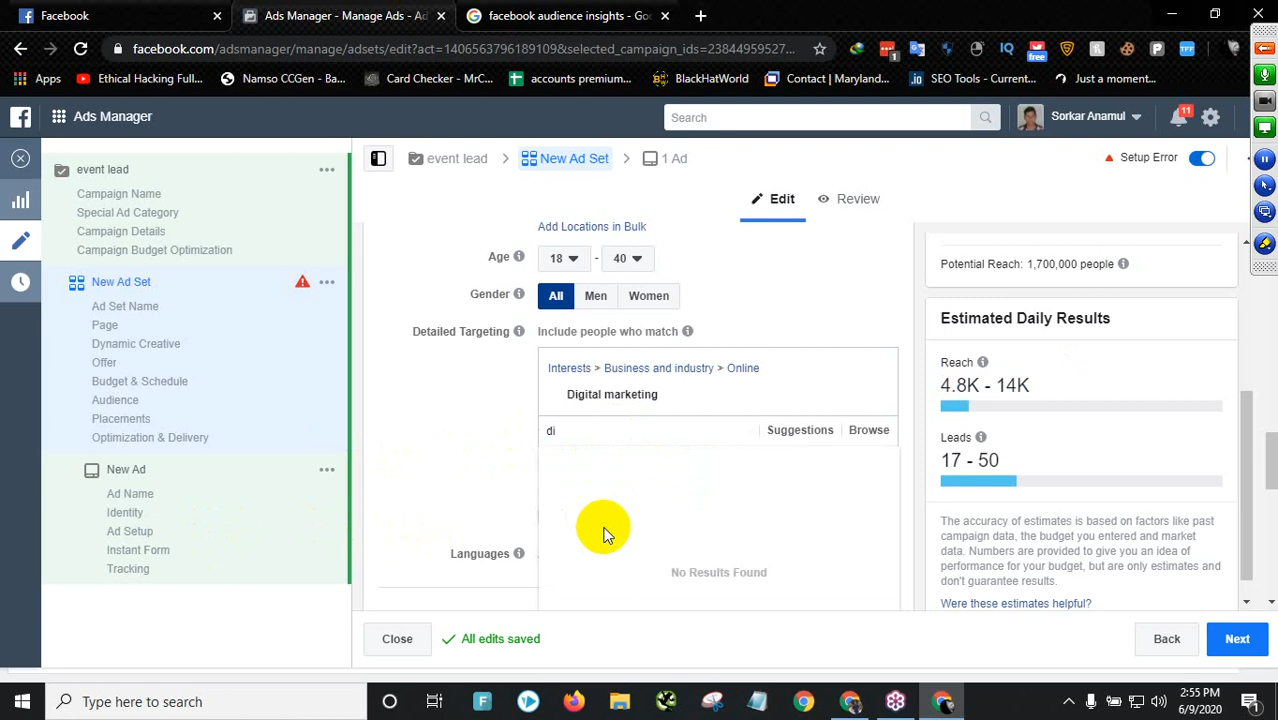 Facebook
Ads Manager - Manage Ads - Ad
facebook audience insights - Goo
facebook.com/adsmanager/manage/adsets/edit?act=1406563796189109&selected_campaign_ids=23844959527...
1
IQ
free
TFF
Apps
Ethical Hacking Full...
Namso CCGen - Ba...
Card Checker - MrC...
accounts premium...
BlackHatWorld
Contact | Maryland...
SEO Tools - Current...
Just a moment...
Ads Manager
Search
Sorkar Anamul
11
event lead
New Ad Set
1 Ad
Setup Error
event lead
Campaign Name
Special Ad Category
Campaign Details
Campaign Budget Optimization
New Ad Set
Ad Set Name
Page
Dynamic Creative
Offer
Budget & Schedule
Audience
Placements
Optimization & Delivery
New Ad
Ad Name
Identity
Ad Setup
Instant Form
Tracking
Edit
Review
Add Locations in Bulk
Age
18
-
40
Gender
All
Men
Women
Detailed Targeting
Include people who match
Interests > Business and industry > Online
Digital marketing
di
Suggestions
Browse
Languages
No Results Found
Potential Reach: 1,700,000 people
Estimated Daily Results
Reach
4.8K - 14K
Leads
17 - 50
The accuracy of estimates is based on factors like past
campaign data, the budget you entered and market
data. Numbers are provided to give you an idea of
performance for your budget, but are only estimates and
don't guarantee results.
Were these estimates helpful?
Close
All edits saved
Back
Next
Type here to search
2:55 PM
6/9/2020
1